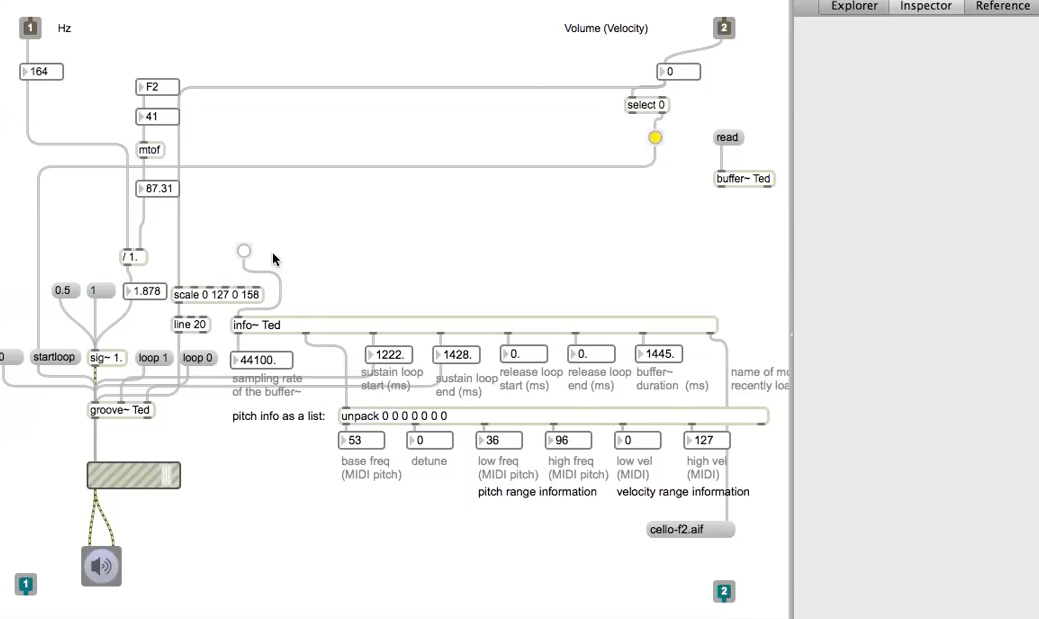 Explorer Inspector Reference
1 Hz Volume (Velocity) 2
164 0
F2
select 0
41
read
mtof
buffer~ Ted
87.31
/ 1.
0.5 1 1.878 scale 0 127 0 158
line 20 info~ Ted
0 startloop sig~ 1. loop 1 loop 0 44100. 1222. 1428. 0. 0. 1445.
sampling rate sustain loop sustain loop release loop release loop buffer~ name of mo
of the buffer~ start (ms) end (ms) start (ms) end (ms) duration (ms) recently loa
groove~ Ted pitch info as a list: unpack 0 0 0 0 0 0 0
53 0 36 96 0 127
base freq detune low freq high freq low vel high vel
(MIDI pitch) (MIDI pitch) (MIDI pitch) (MIDI) (MIDI)
pitch range information velocity range information
cello-f2.aif
1 2